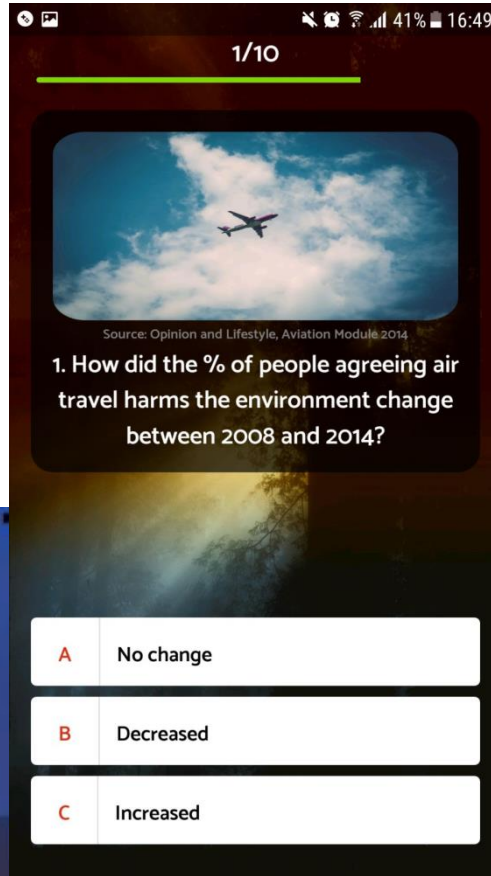 41% 16:49
1/10
Source: Opinion and Lifestyle, Aviation Module 2014
1. How did the % of people agreeing air
travel harms the environment change
between 2008 and 2014?
A No change
B Decreased
C Increased